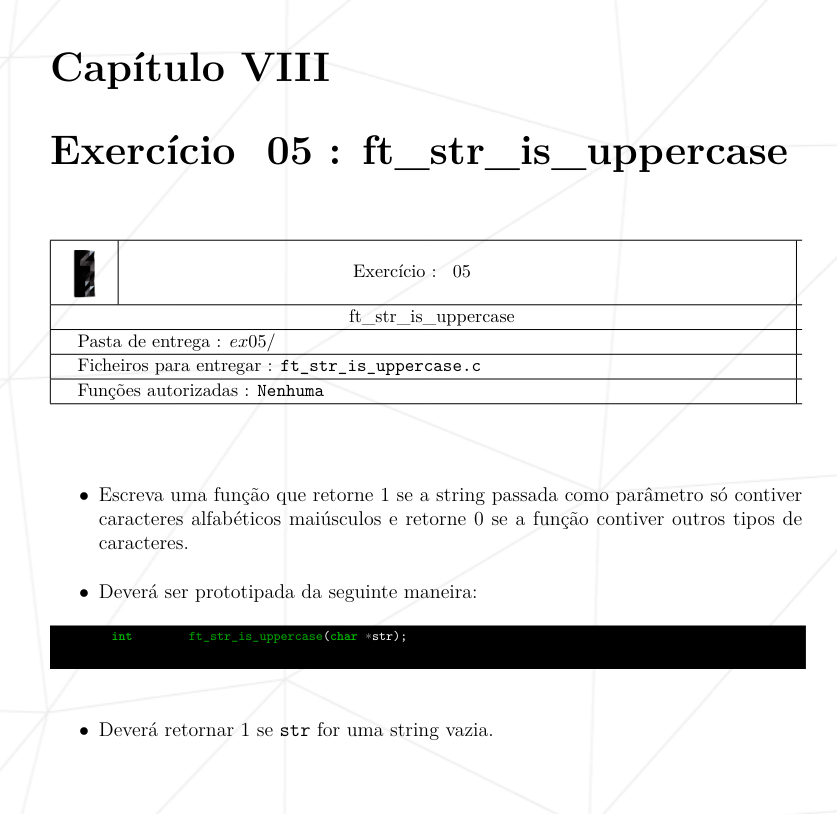 Capítulo VIII
Exercício 05 : ft_str_is_uppercase
Exercício : 05
ft_str_is_uppercase
Pasta de entrega : ex05/
Ficheiros para entregar : ft_str_is_uppercase.c
Funções autorizadas : Nenhuma
• Escreva uma função que retorne 1 se a string passada como parâmetro só contiver
caracteres alfabéticos maiúsculos e retorne 0 se a função contiver outros tipos de
caracteres.
• Deverá ser prototipada da seguinte maneira:
int ft_str_is_uppercase(char *str);
• Deverá retornar 1 se str for uma string vazia.